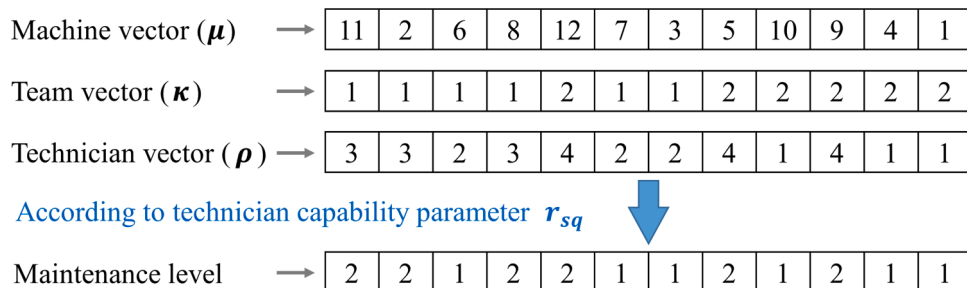 Machine vector (μ) → 11 2 6 8 12 7 3 5 10 9 4 1
Team vector (κ) → 1 1 1 1 2 1 1 2 2 2 2 2
Technician vector (ρ) → 3 3 2 3 4 2 2 4 1 4 1 1
According to technician capability parameter r_sq
Maintenance level → 2 2 1 2 2 1 1 2 1 2 1 1